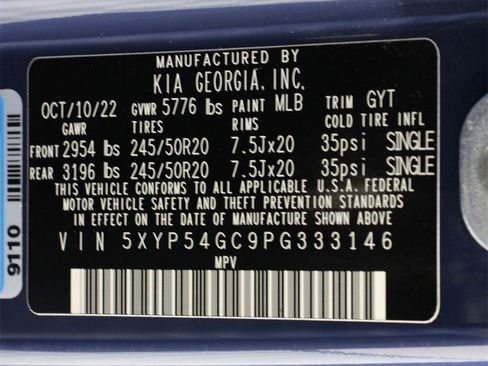 MANUFACTURED BY
KIA GEORGIA, INC.
OCT/10/22 GVWR 5776 lbs PAINT MLB TRIM GYT
GAWR TIRES RIMS COLD TIRE INFL
FRONT 2954 lbs 245/50R20 7.5Jx20 35psi SINGLE
REAR 3196 lbs 245/50R20 7.5Jx20 35psi SINGLE
THIS VEHICLE CONFORMS TO ALL APPLICABLE U.S.A. FEDERAL
MOTOR VEHICLE SAFETY AND THEFT PREVENTION STANDARDS
IN EFFECT ON THE DATE OF MANUFACTURE SHOWN ABOVE.
VIN 5XYP54GC9PG333146
MPV
9110